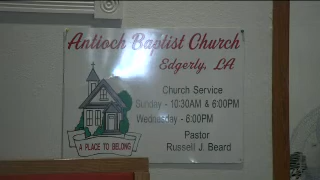 Antioch Baptist Church
Edgerly, LA
Church Service
Sunday - 10:30AM & 6:00PM
Wednesday - 6:00PM
Pastor
Russell J. Beard
A PLACE TO BELONG